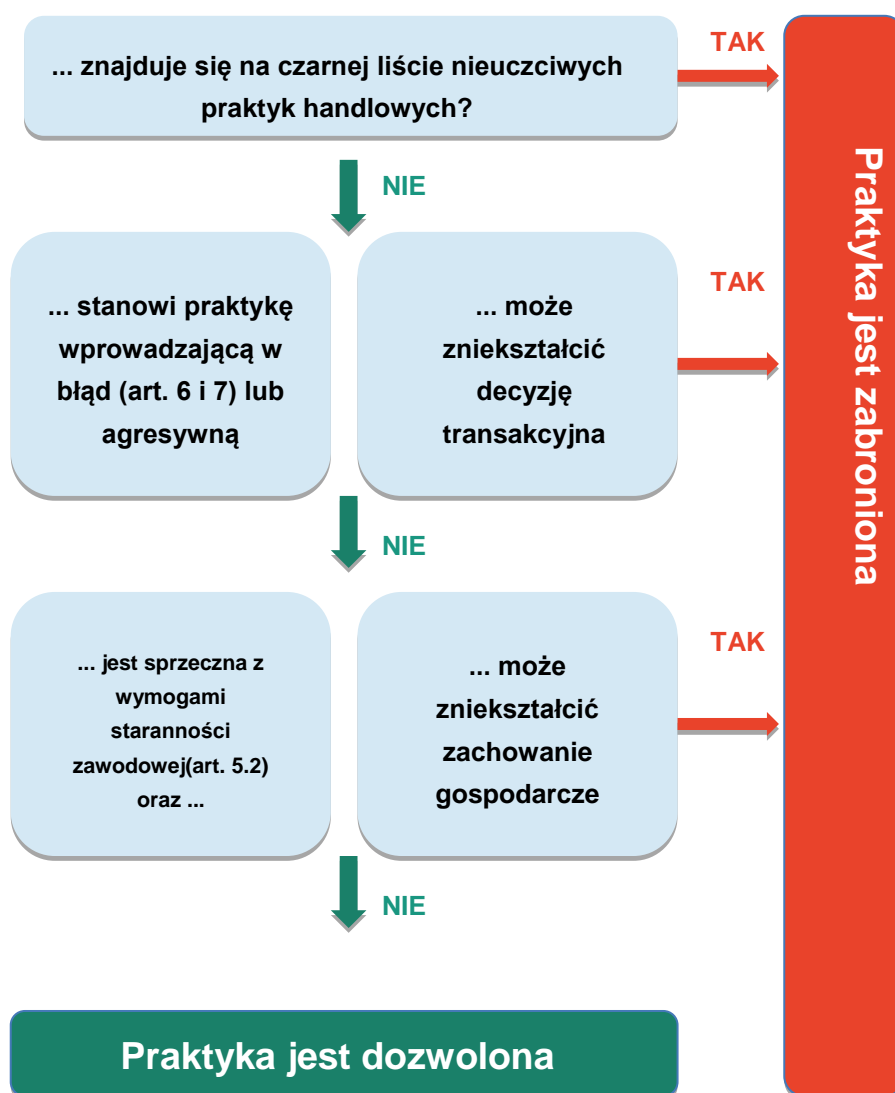 ... znajduje się na czarnej liście nieuczciwych
praktyk handlowych?
TAK
NIE
... stanowi praktykę
wprowadzającą w
błąd (art. 6 i 7) lub
agresywną
... może
zniekształcić
decyzję
transakcyjna
TAK
NIE
... jest sprzeczna z
wymogami
staranności
zawodowej(art. 5.2)
oraz ...
... może
zniekształcić
zachowanie
gospodarcze
TAK
NIE
Praktyka jest dozwolona
Praktyka jest zabroniona